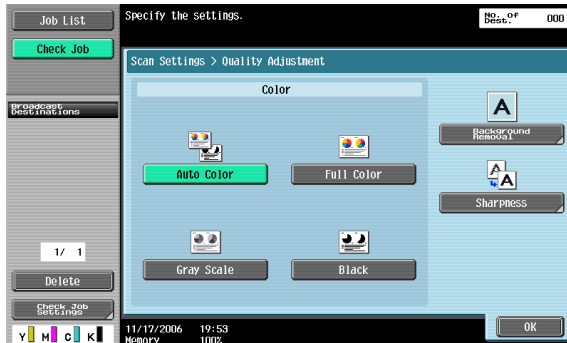 Job List
Check Job
Broadcast
Destinations
1/ 1
Delete
Check Job
Settings
Y M C K
Specify the settings.
No. of
Dest.
000
Scan Settings > Quality Adjustment
Color
Auto Color
Full Color
Gray Scale
Black
A
Background
Removal
A
A
Sharpness
11/17/2006 19:53
Memory 100%
OK